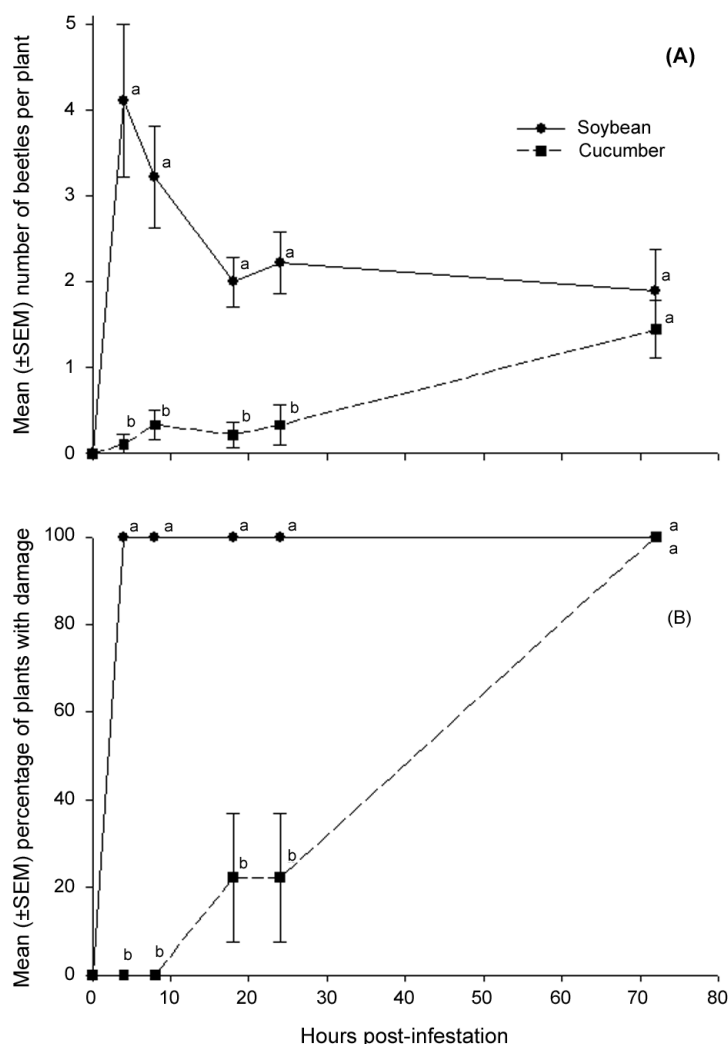 Mean (±SEM) number of beetles per plant
5
4
3
2
1
0
(A)
Soybean
Cucumber
a
a
a
a
a
b
b
b
b
a
Mean (±SEM) percentage of plants with damage
100
80
60
40
20
0
(B)
a
a
a
a
a
a
b
b
b
b
0 10 20 30 40 50 60 70 80
Hours post-infestation